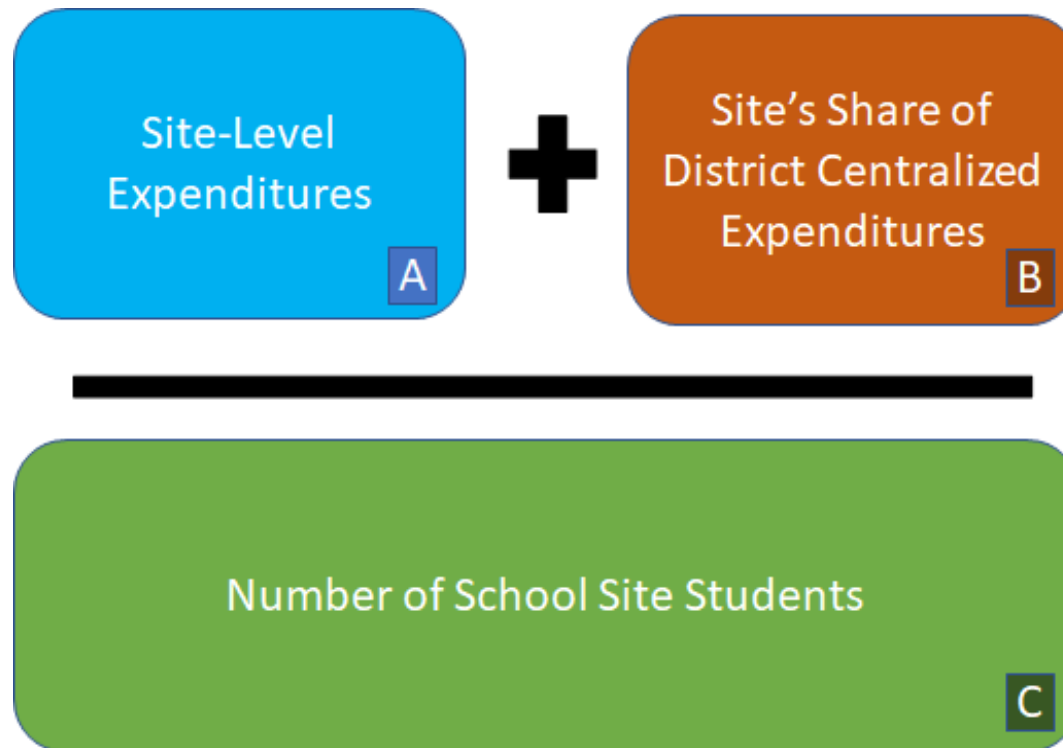 Site-Level
Expenditures
A
Site's Share of
District Centralized
Expenditures
B
Number of School Site Students
C